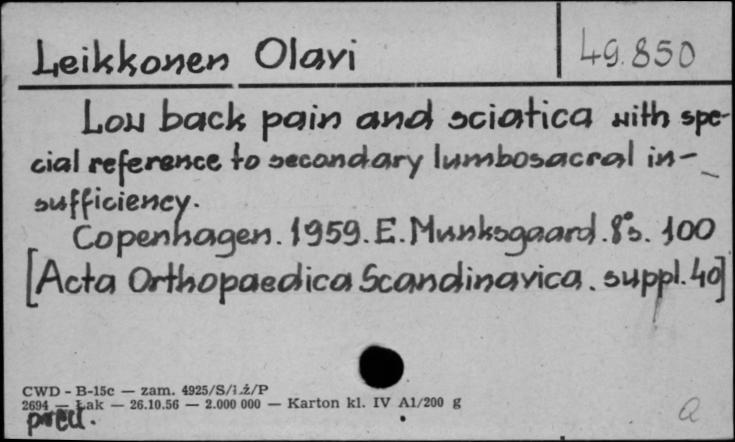 Leikkonen Olavi
49.850
Low back pain and sciatica with spe-
cial reference to secondary lumbosacral in-
sufficiency.
Copenhagen. 1959. E. Munksgaard. 8°s. 100
[Acta Orthopaedica Scandinavica. suppl. 40]
CWD - B-15c — zam. 4925/S/i.ż/P
2694 — Łak — 26.10.56 — 2.000 000 — Karton kl. IV A1/200 g
pred.
Q